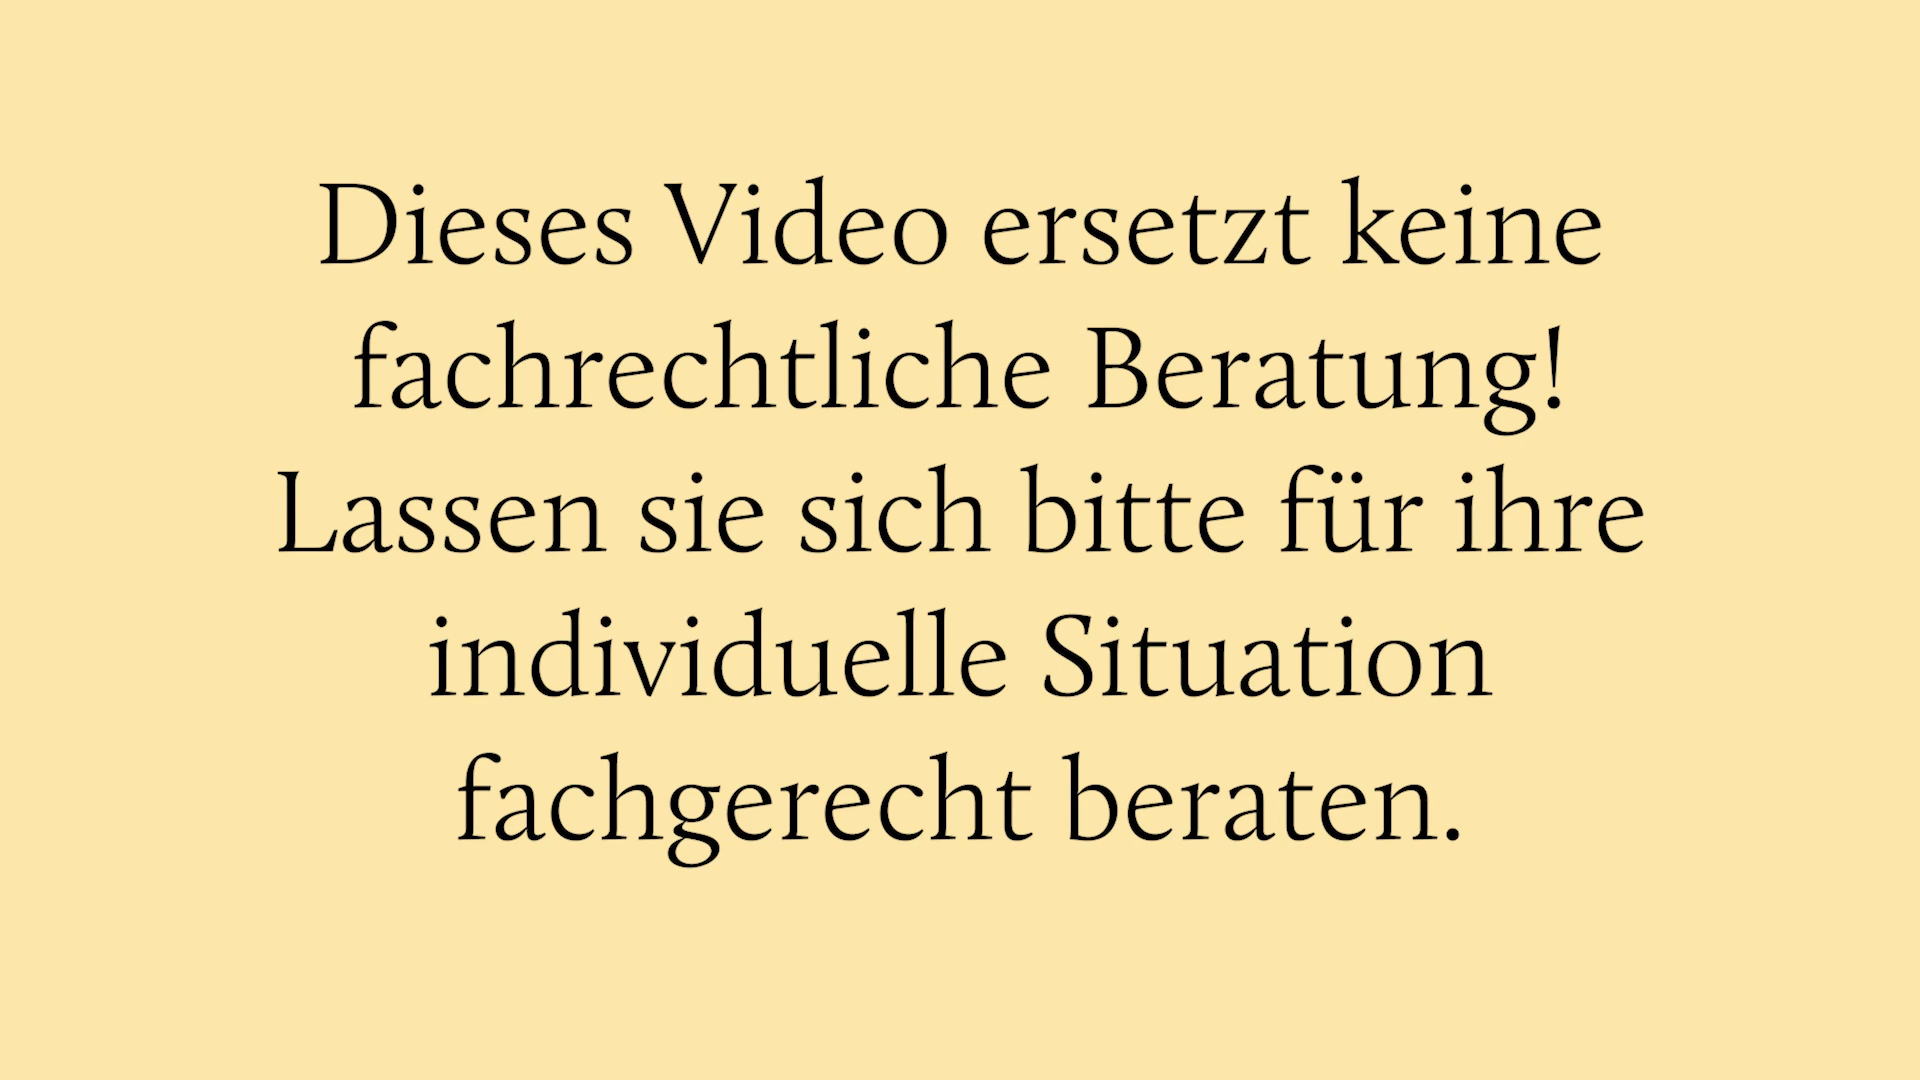 Dieses Video ersetzt keine
fachrechtliche Beratung!
Lassen sie sich bitte für ihre
individuelle Situation
fachgerecht beraten.